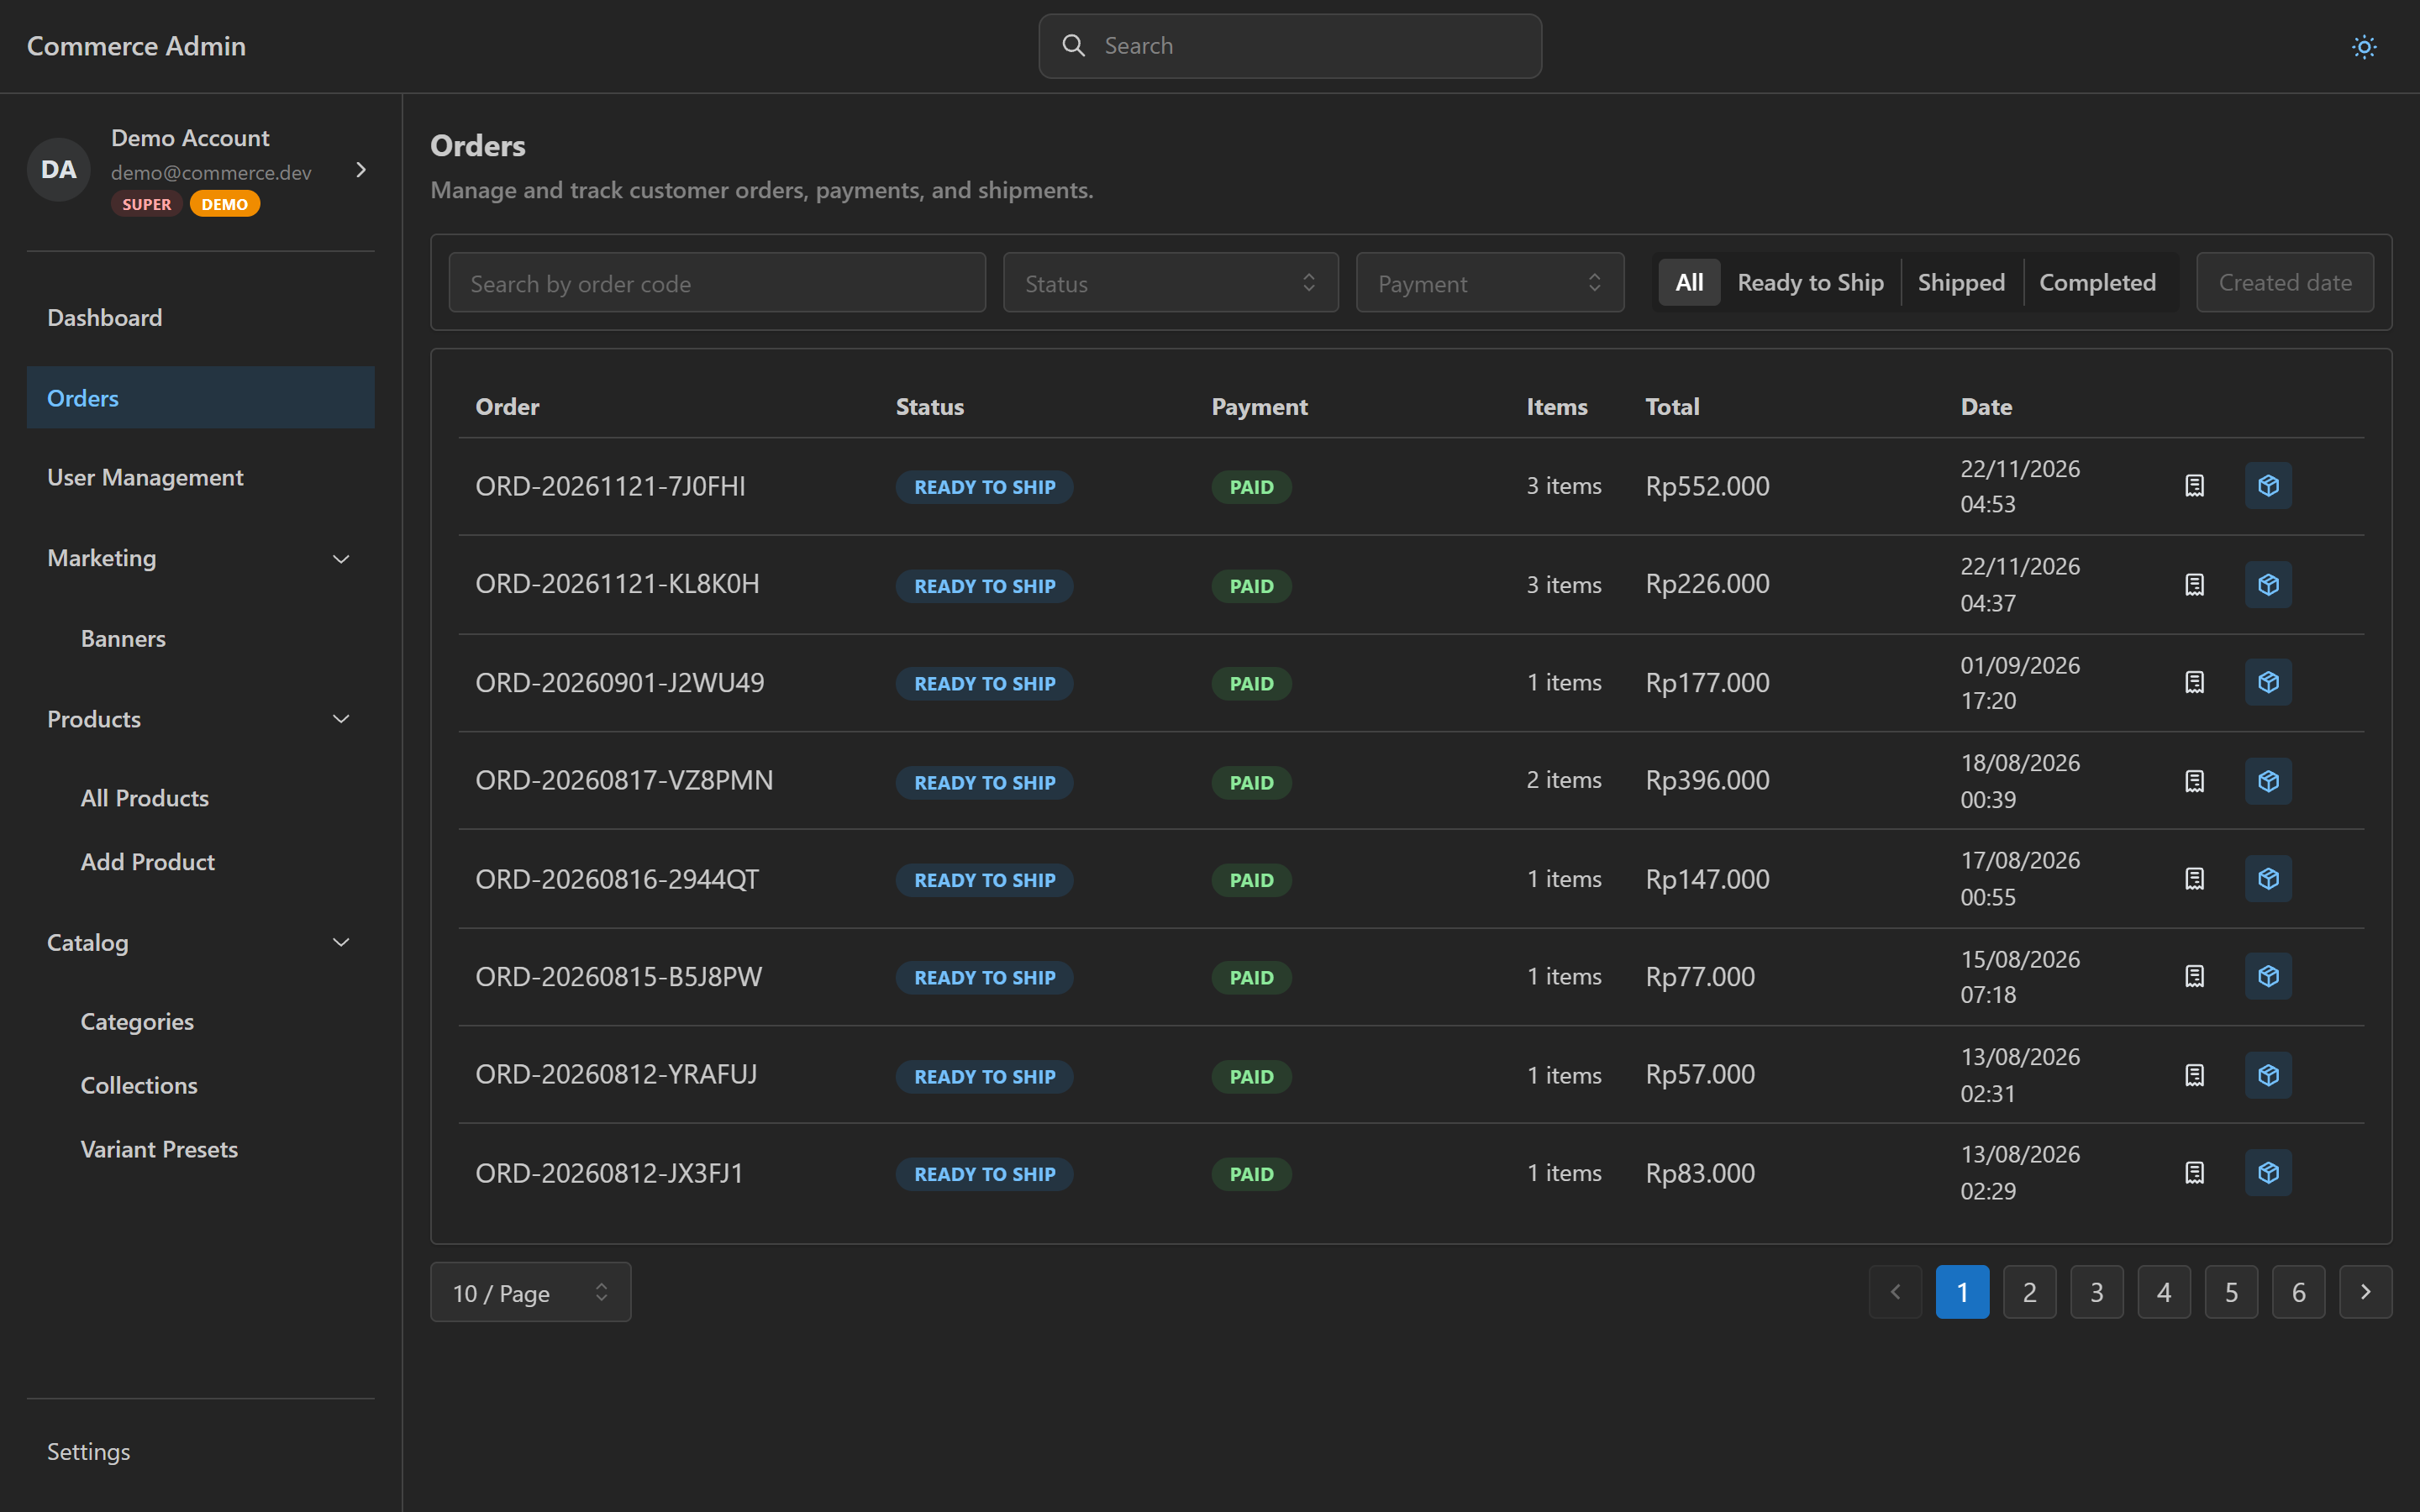 Commerce Admin
Search
DA
Demo Account
demo@commerce.dev
SUPER DEMO
Dashboard
Orders
User Management
Marketing
Banners
Products
All Products
Add Product
Catalog
Categories
Collections
Variant Presets
Settings
Orders
Manage and track customer orders, payments, and shipments.
Search by order code Status Payment All Ready to Ship Shipped Completed Created date
Order Status Payment Items Total Date
ORD-20261121-7J0FHI READY TO SHIP PAID 3 items Rp552.000 22/11/2026
04:53
ORD-20261121-KL8K0H READY TO SHIP PAID 3 items Rp226.000 22/11/2026
04:37
ORD-20260901-J2WU49 READY TO SHIP PAID 1 items Rp177.000 01/09/2026
17:20
ORD-20260817-VZ8PMN READY TO SHIP PAID 2 items Rp396.000 18/08/2026
00:39
ORD-20260816-2944QT READY TO SHIP PAID 1 items Rp147.000 17/08/2026
00:55
ORD-20260815-B5J8PW READY TO SHIP PAID 1 items Rp77.000 15/08/2026
07:18
ORD-20260812-YRAFUJ READY TO SHIP PAID 1 items Rp57.000 13/08/2026
02:31
ORD-20260812-JX3FJ1 READY TO SHIP PAID 1 items Rp83.000 13/08/2026
02:29
10 / Page 1 2 3 4 5 6